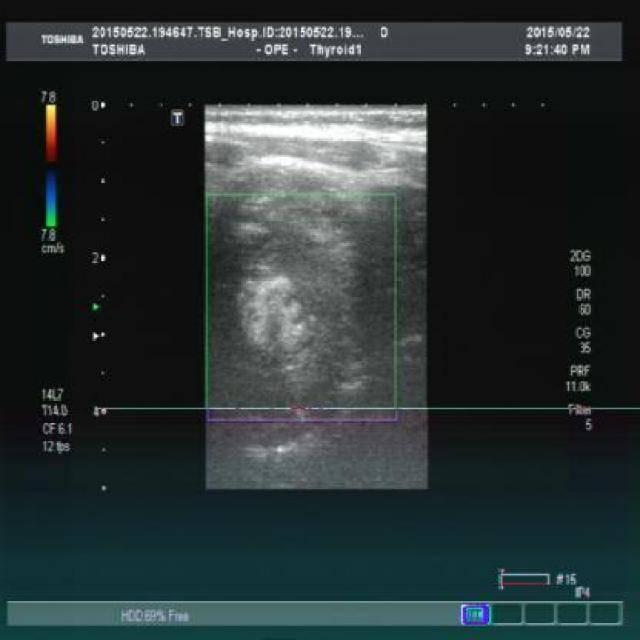 TOSHIBA 20150522.194647.TSB_Hosp.ID:20150522.19... D 2015/05/22
TOSHIBA -OPE- Thyroid1 9:21:40 PM
7.8
0
T
7.8
cm/s
2
2DG
100
DR
60
CG
35
PRF
11.0k
Filter
5
14L7
T14.0
4
CF 6.1
12 fps
#15
IP4
HDD 69% Free